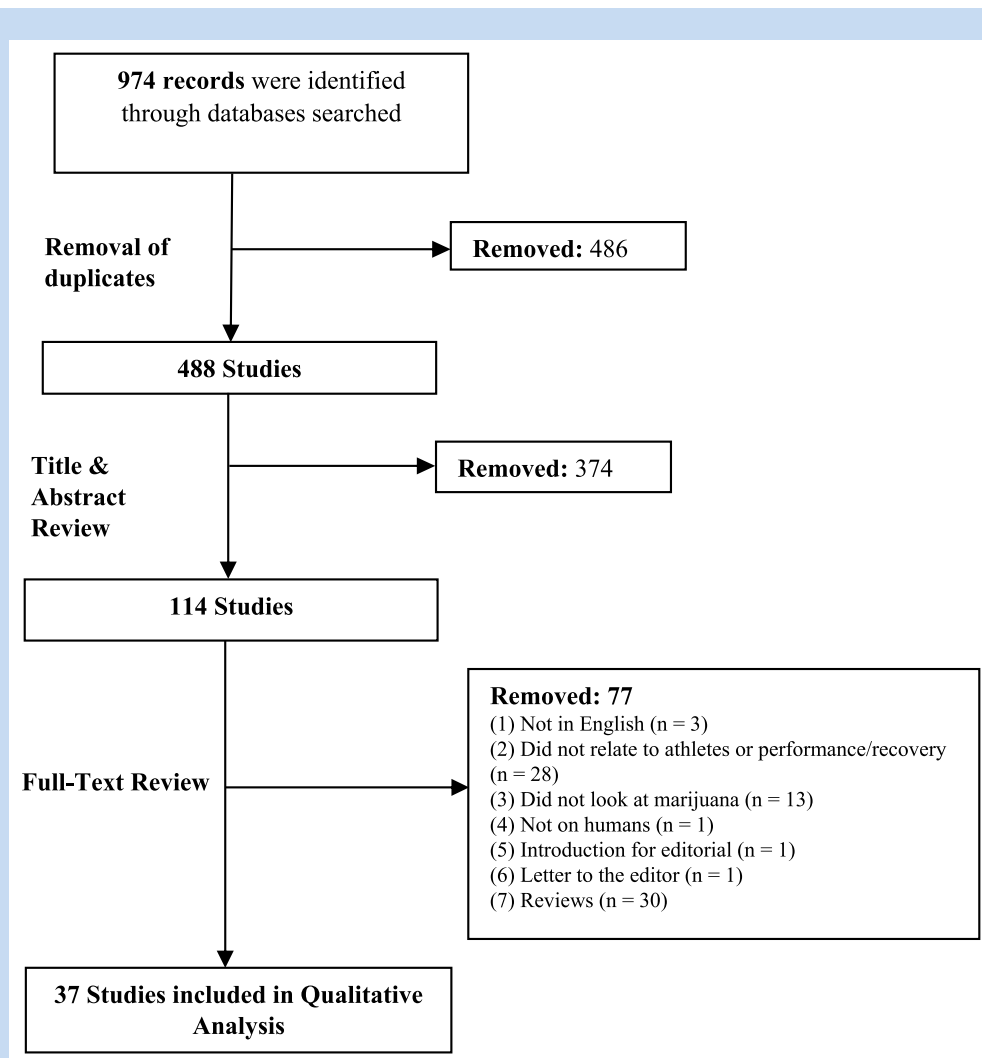 974 records were identified
through databases searched
Removal of
duplicates
Removed: 486
488 Studies
Title &
Abstract
Review
Removed: 374
114 Studies
Full-Text Review
Removed: 77
(1) Not in English (n = 3)
(2) Did not relate to athletes or performance/recovery
(n = 28)
(3) Did not look at marijuana (n = 13)
(4) Not on humans (n = 1)
(5) Introduction for editorial (n = 1)
(6) Letter to the editor (n = 1)
(7) Reviews (n = 30)
37 Studies included in Qualitative
Analysis